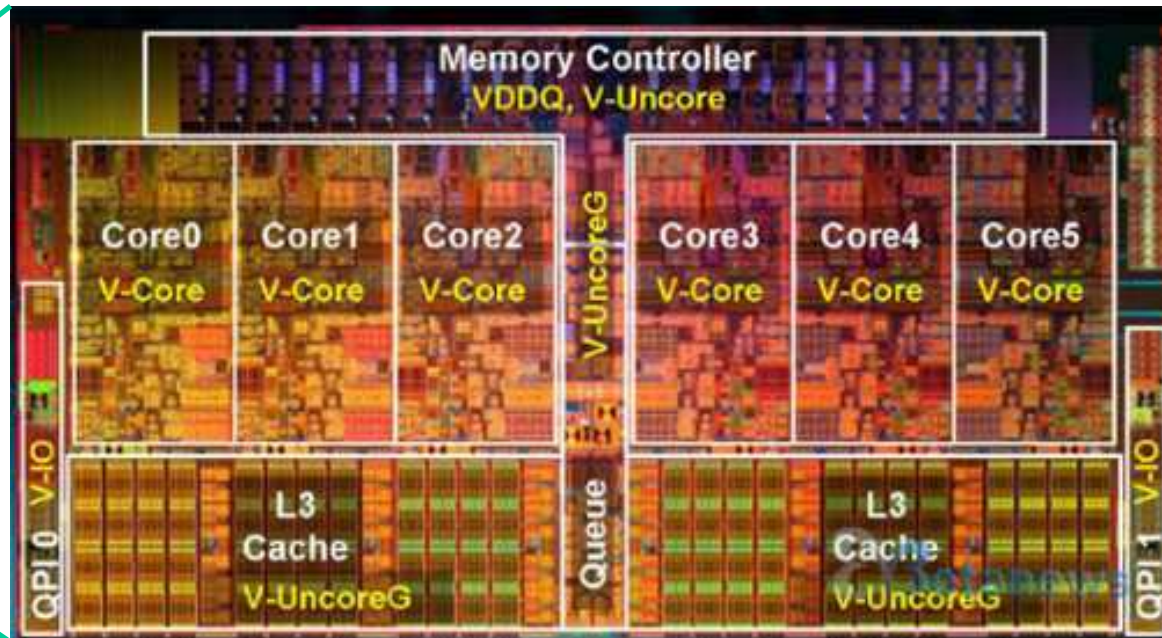 Memory Controller
VDDQ, V-Uncore
Core0
V-Core
Core1
V-Core
Core2
V-Core
V-UncoreG
Core3
V-Core
Core4
V-Core
Core5
V-Core
QPI 0 V-IO
L3
Cache
V-UncoreG
Queue
L3
Cache
V-UncoreG
QPI 1 V-IO